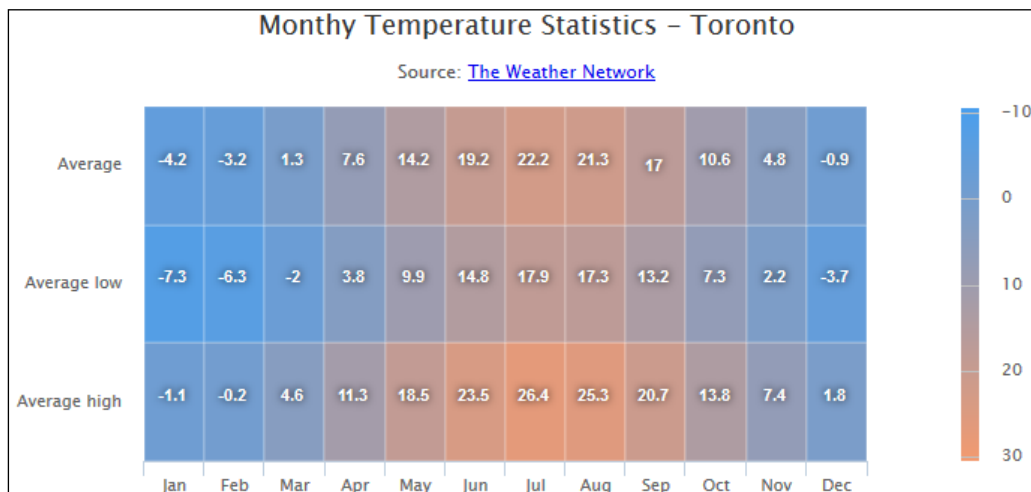 Monthy Temperature Statistics – Toronto
Source: The Weather Network
Average -4.2 -3.2 1.3 7.6 14.2 19.2 22.2 21.3 17 10.6 4.8 -0.9
Average low -7.3 -6.3 -2 3.8 9.9 14.8 17.9 17.3 13.2 7.3 2.2 -3.7
Average high -1.1 -0.2 4.6 11.3 18.5 23.5 26.4 25.3 20.7 13.8 7.4 1.8
Jan Feb Mar Apr May Jun Jul Aug Sep Oct Nov Dec
-10
0
10
20
30